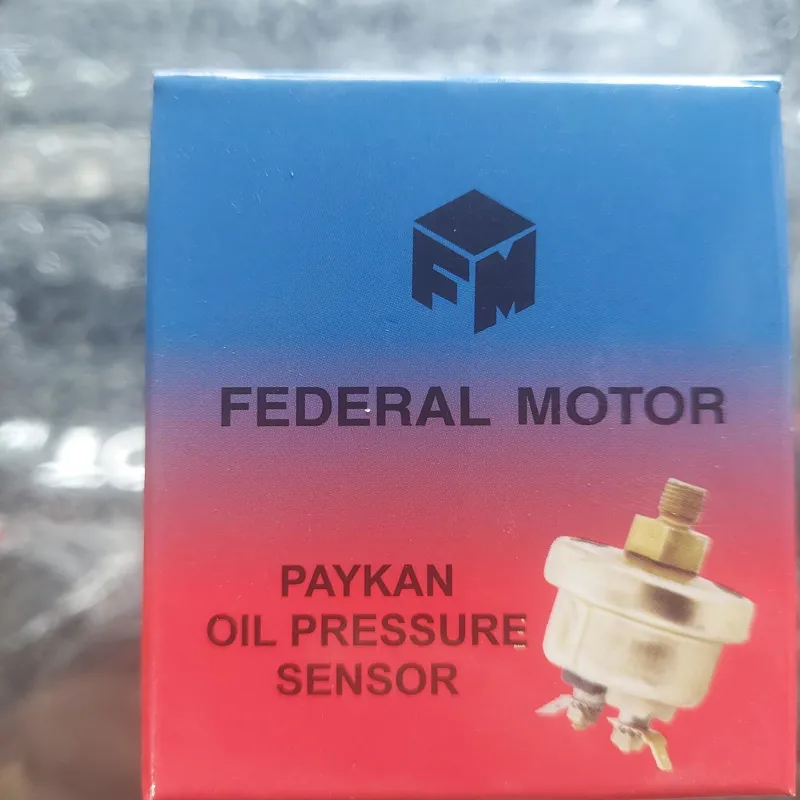 FM
FEDERAL MOTOR
PAYKAN
OIL PRESSURE
SENSOR